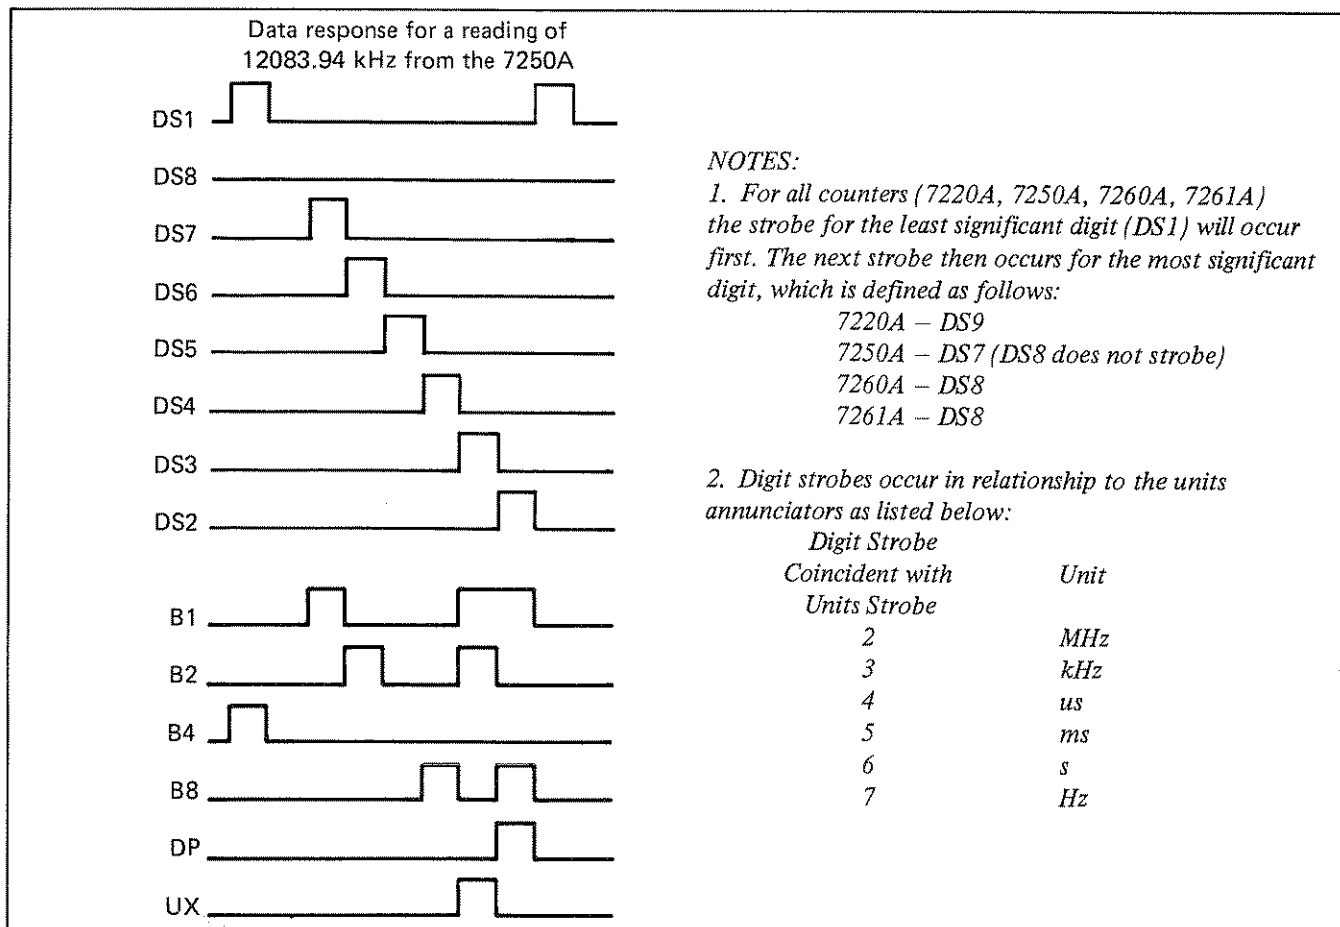 Data response for a reading of
12083.94 kHz from the 7250A
DS1
DS8
DS7
DS6
DS5
DS4
DS3
DS2
B1
B2
B4
B8
DP
UX
NOTES:
1. For all counters (7220A, 7250A, 7260A, 7261A)
the strobe for the least significant digit (DS1) will occur
first. The next strobe then occurs for the most significant
digit, which is defined as follows:
7220A – DS9
7250A – DS7 (DS8 does not strobe)
7260A – DS8
7261A – DS8
2. Digit strobes occur in relationship to the units
annunciators as listed below:
Digit Strobe
Coincident with Unit
Units Strobe
2 MHz
3 kHz
4 us
5 ms
6 s
7 Hz